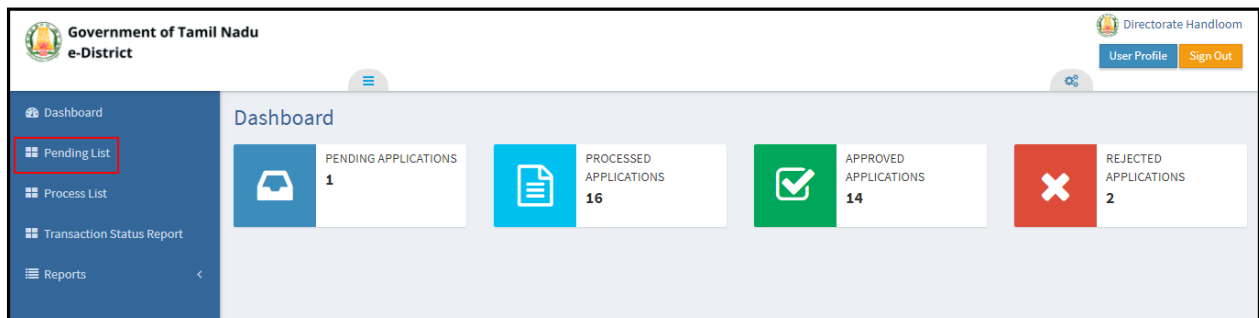 Government of Tamil Nadu
e-District
Directorate Handloom
User Profile
Sign Out
Dashboard
Pending List
Process List
Transaction Status Report
Reports
Dashboard
PENDING APPLICATIONS
1
PROCESSED
APPLICATIONS
16
APPROVED
APPLICATIONS
14
REJECTED
APPLICATIONS
2